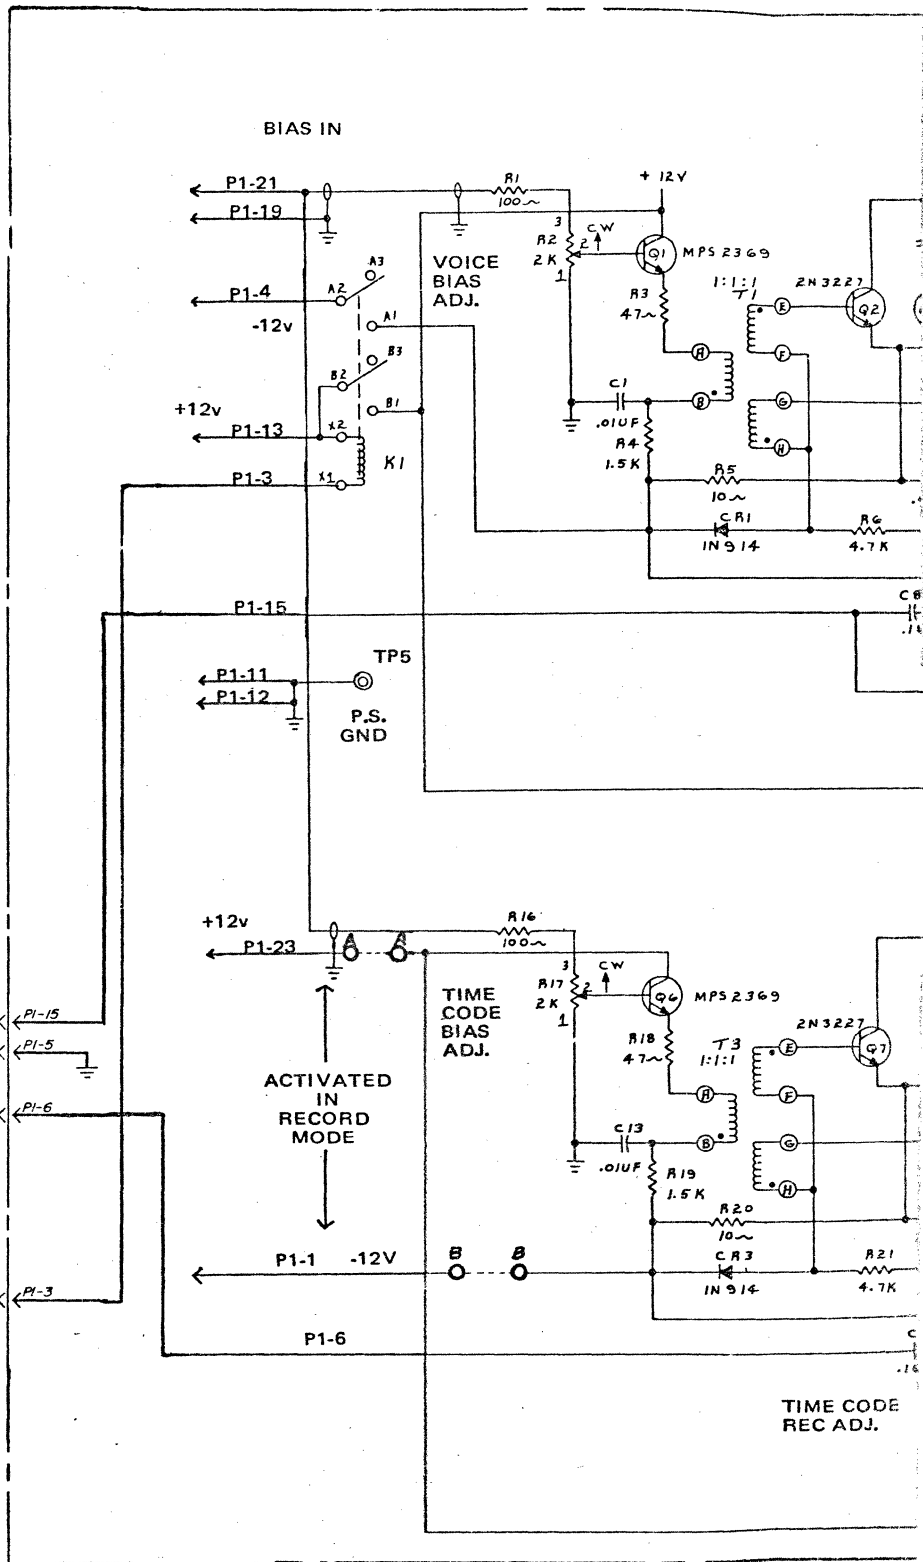 BIAS IN
P1-21
P1-19
R1
100~
+ 12V
3
R2
2K
2
CW
1
Q1
MPS 2369
VOICE
BIAS
ADJ.
A3
A2
P1-4
-12v
A1
B3
B2
B1
+12v
P1-13
X2
K1
P1-3
X1
R3
47~
1:1:1
T1
2N3227
Q2
E
F
G
H
A
B
C1
.01UF
R4
1.5K
R5
10~
CR1
1N914
R6
4.7K
P1-15
C8
P1-11
P1-12
TP5
P.S.
GND
+12v
P1-23
A
A
R16
100~
3
R17
2K
2
CW
1
Q6
MPS 2369
TIME
CODE
BIAS
ADJ.
R18
47~
T3
1:1:1
2N3227
Q7
E
F
G
H
A
B
P1-15
P1-5
P1-6
P1-3
ACTIVATED
IN
RECORD
MODE
C13
.01UF
R19
1.5K
R20
10~
CR3
1N914
R21
4.7K
P1-1
-12V
B
B
P1-6
C
TIME CODE
REC ADJ.